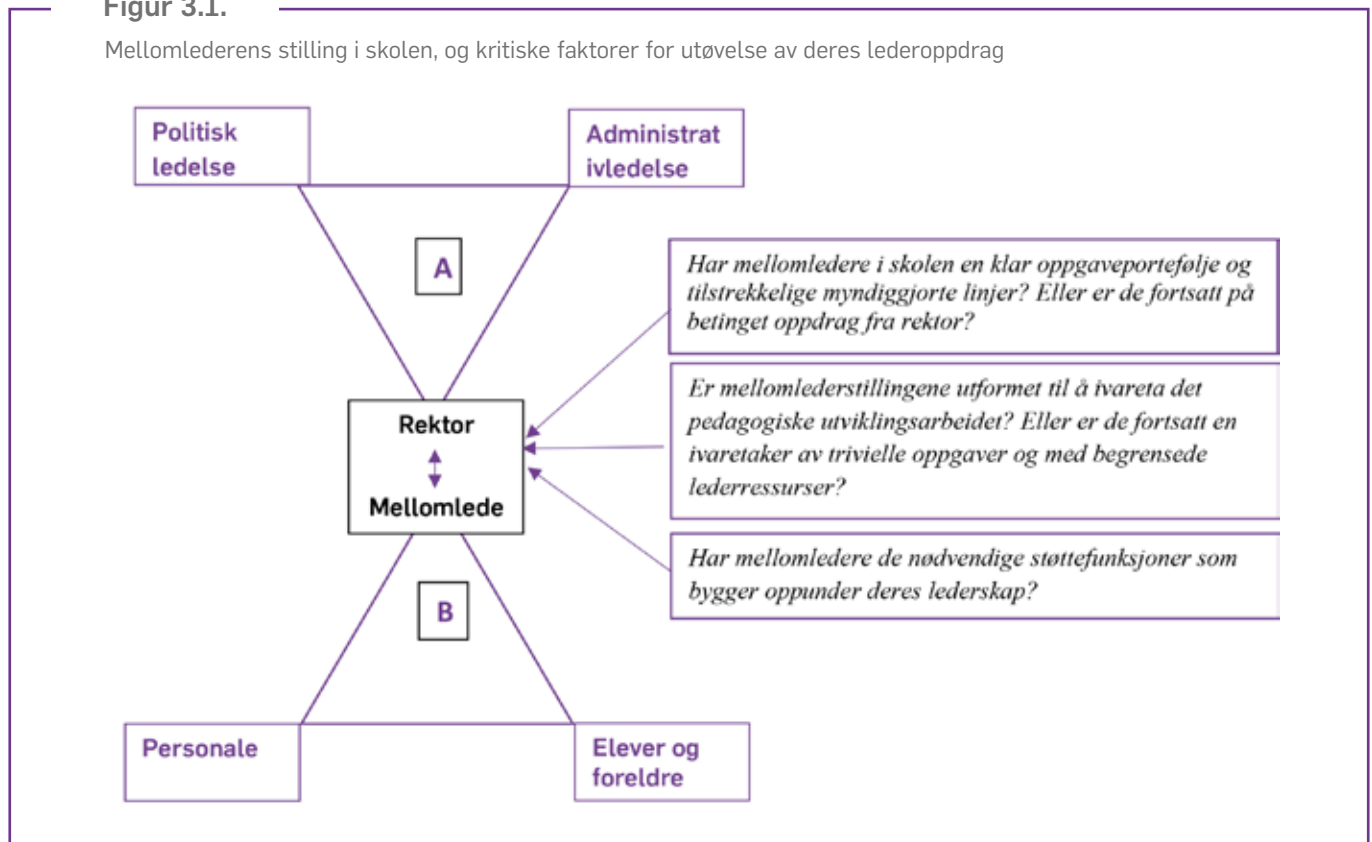 Figur 3.1.
Mellomlederens stilling i skolen, og kritiske faktorer for utøvelse av deres lederoppdrag
Politisk
ledelse
Administrat
ivledelse
A
Har mellomledere i skolen en klar oppgaveportefølje og
tilstrekkelige myndiggjorte linjer? Eller er de fortsatt på
betinget oppdrag fra rektor?
Er mellomlederstillingene utformet til å ivareta det
pedagogiske utviklingsarbeidet? Eller er de fortsatt en
ivaretaker av trivielle oppgaver og med begrensede
lederressurser?
Rektor
Mellomlede
Har mellomledere de nødvendige støttefunksjoner som
bygger oppunder deres lederskap?
B
Personale
Elever og
foreldre